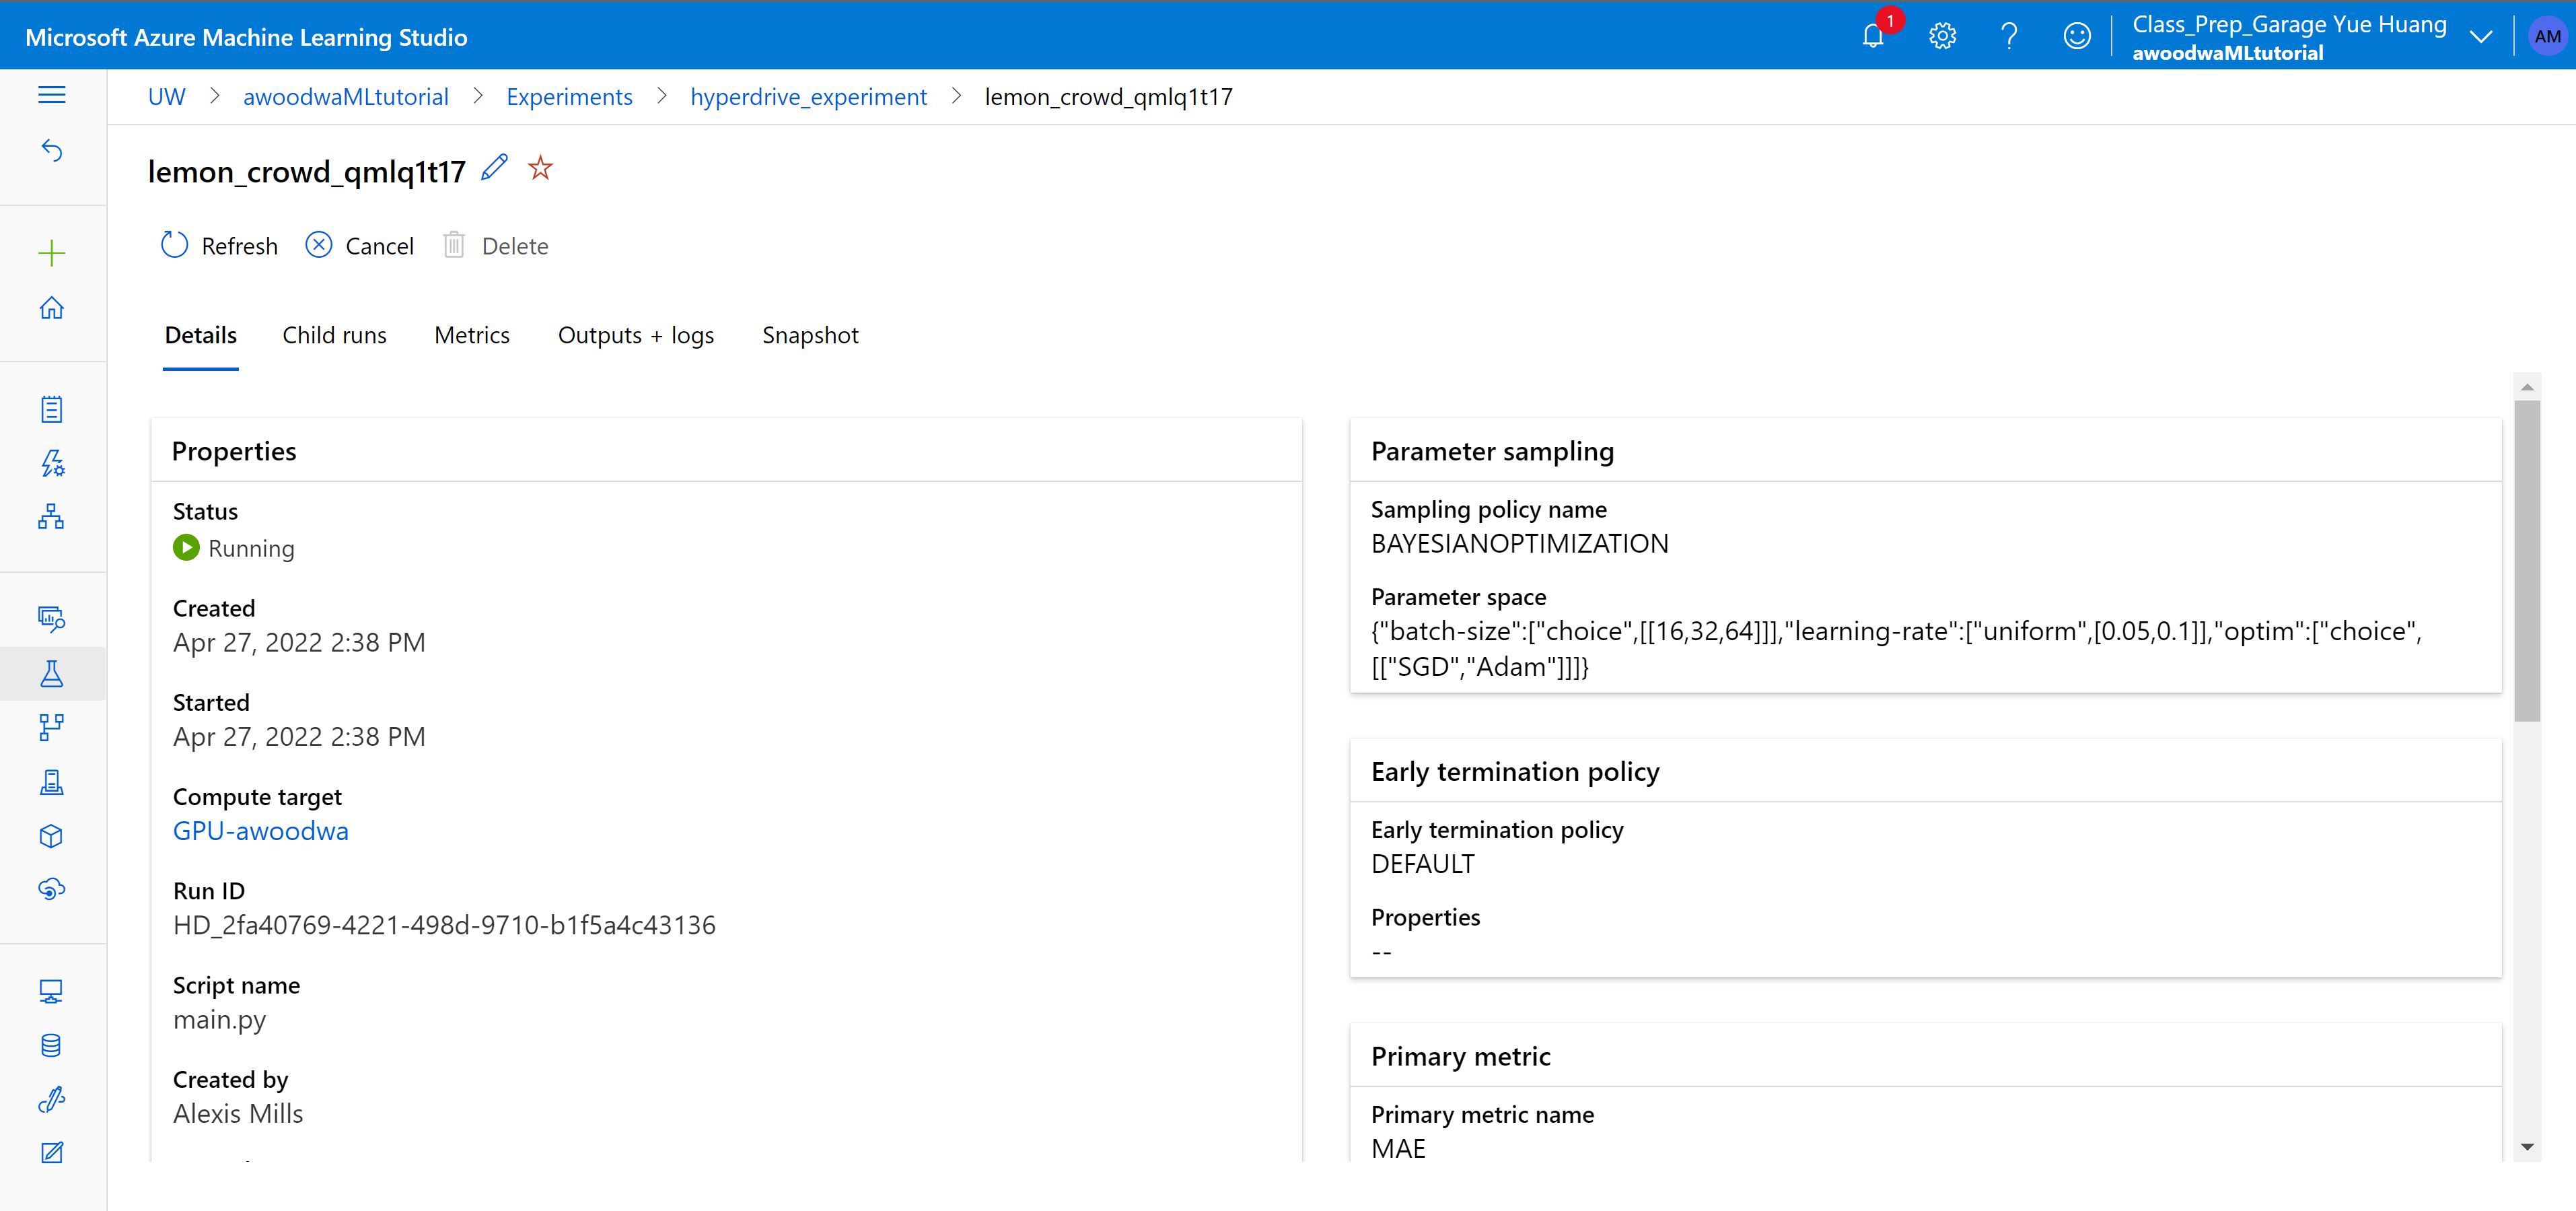 Microsoft Azure Machine Learning Studio
1
Class_Prep_Garage Yue Huang
awoodwaMLtutorial
AM
UW > awoodwaMLtutorial > Experiments > hyperdrive_experiment > lemon_crowd_qmlq1t17
lemon_crowd_qmlq1t17
Refresh Cancel Delete
Details Child runs Metrics Outputs + logs Snapshot
Properties
Status
Running
Created
Apr 27, 2022 2:38 PM
Started
Apr 27, 2022 2:38 PM
Compute target
GPU-awoodwa
Run ID
HD_2fa40769-4221-498d-9710-b1f5a4c43136
Script name
main.py
Created by
Alexis Mills
Parameter sampling
Sampling policy name
BAYESIANOPTIMIZATION
Parameter space
{"batch-size":["choice",[[16,32,64]]],"learning-rate":["uniform",[0.05,0.1]],"optim":["choice",
[["SGD","Adam"]]]}
Early termination policy
Early termination policy
DEFAULT
Properties
--
Primary metric
Primary metric name
MAE